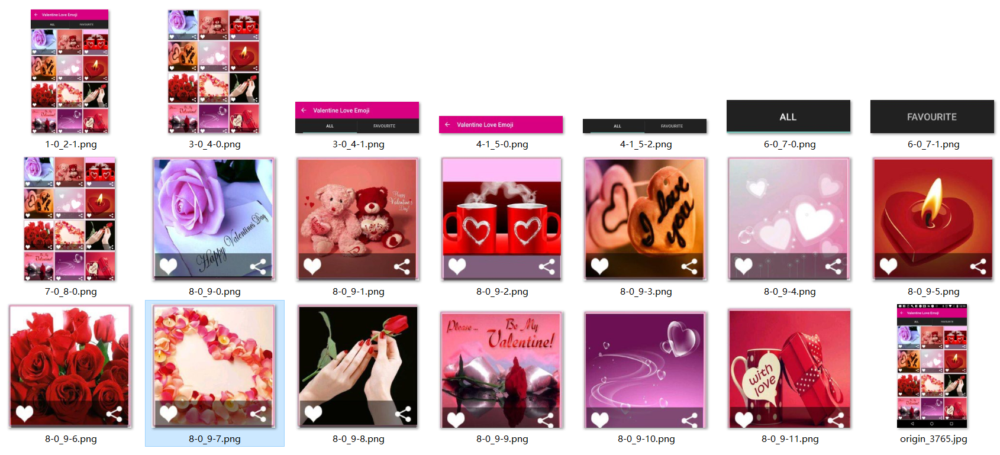 Valentine Love Emoji
ALL FAVOURITE
1-0_2-1.png
3-0_4-0.png
Valentine Love Emoji
ALL FAVOURITE
3-0_4-1.png
Valentine Love Emoji
4-1_5-0.png
ALL FAVOURITE
4-1_5-2.png
ALL
6-0_7-0.png
FAVOURITE
6-0_7-1.png
7-0_8-0.png
Happy Valentines Day
8-0_9-0.png
Happy
Valentine's
Day!
8-0_9-1.png
8-0_9-2.png
I love
you
8-0_9-3.png
8-0_9-4.png
8-0_9-5.png
8-0_9-6.png
8-0_9-7.png
8-0_9-8.png
Please ... Be My
Valentine!
8-0_9-9.png
8-0_9-10.png
with
love
8-0_9-11.png
Valentine Love Emoji
ALL FAVOURITE
origin_3765.jpg